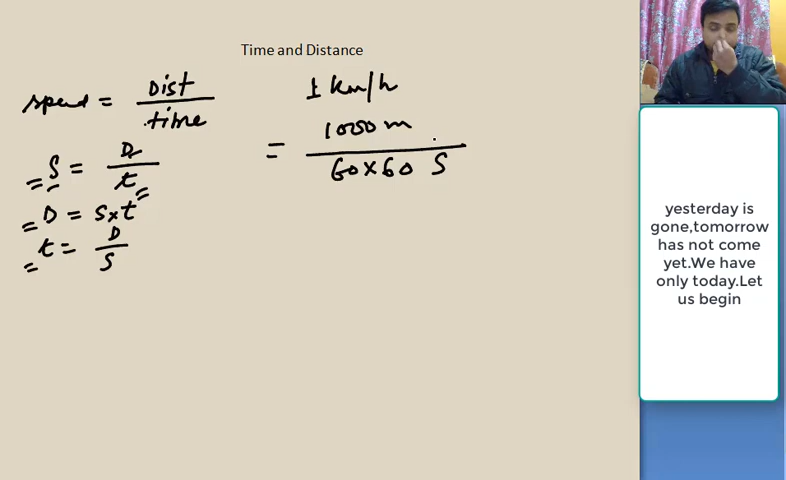 Time and Distance
speed = Dist / time
S = D / t
D = S×t
t = D / S
1 km/h
= 1000 m / 60×60 S
yesterday is
gone,tomorrow
has not come
yet.We have
only today.Let
us begin